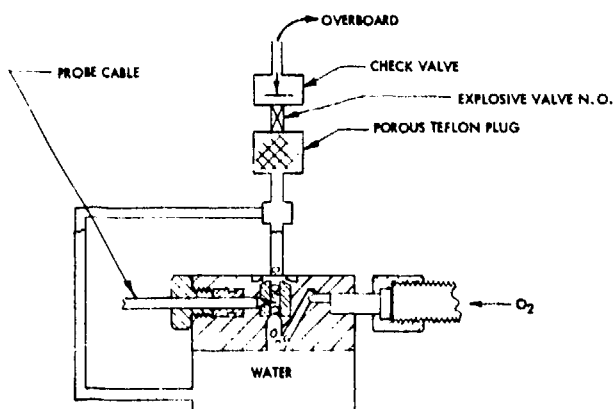 OVERBOARD
CHECK VALVE
PROBE CABLE
EXPLOSIVE VALVE N.O.
POROUS TEFLON PLUG
O₂
WATER